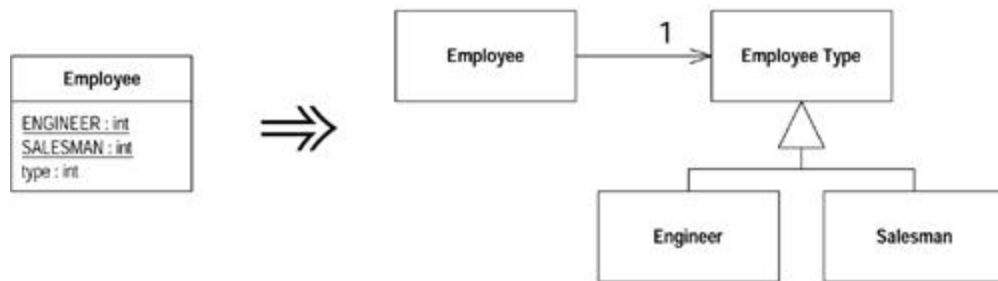 Employee
ENGINEER : int
SALESMAN : int
type : int
Employee
1
Employee Type
Engineer
Salesman